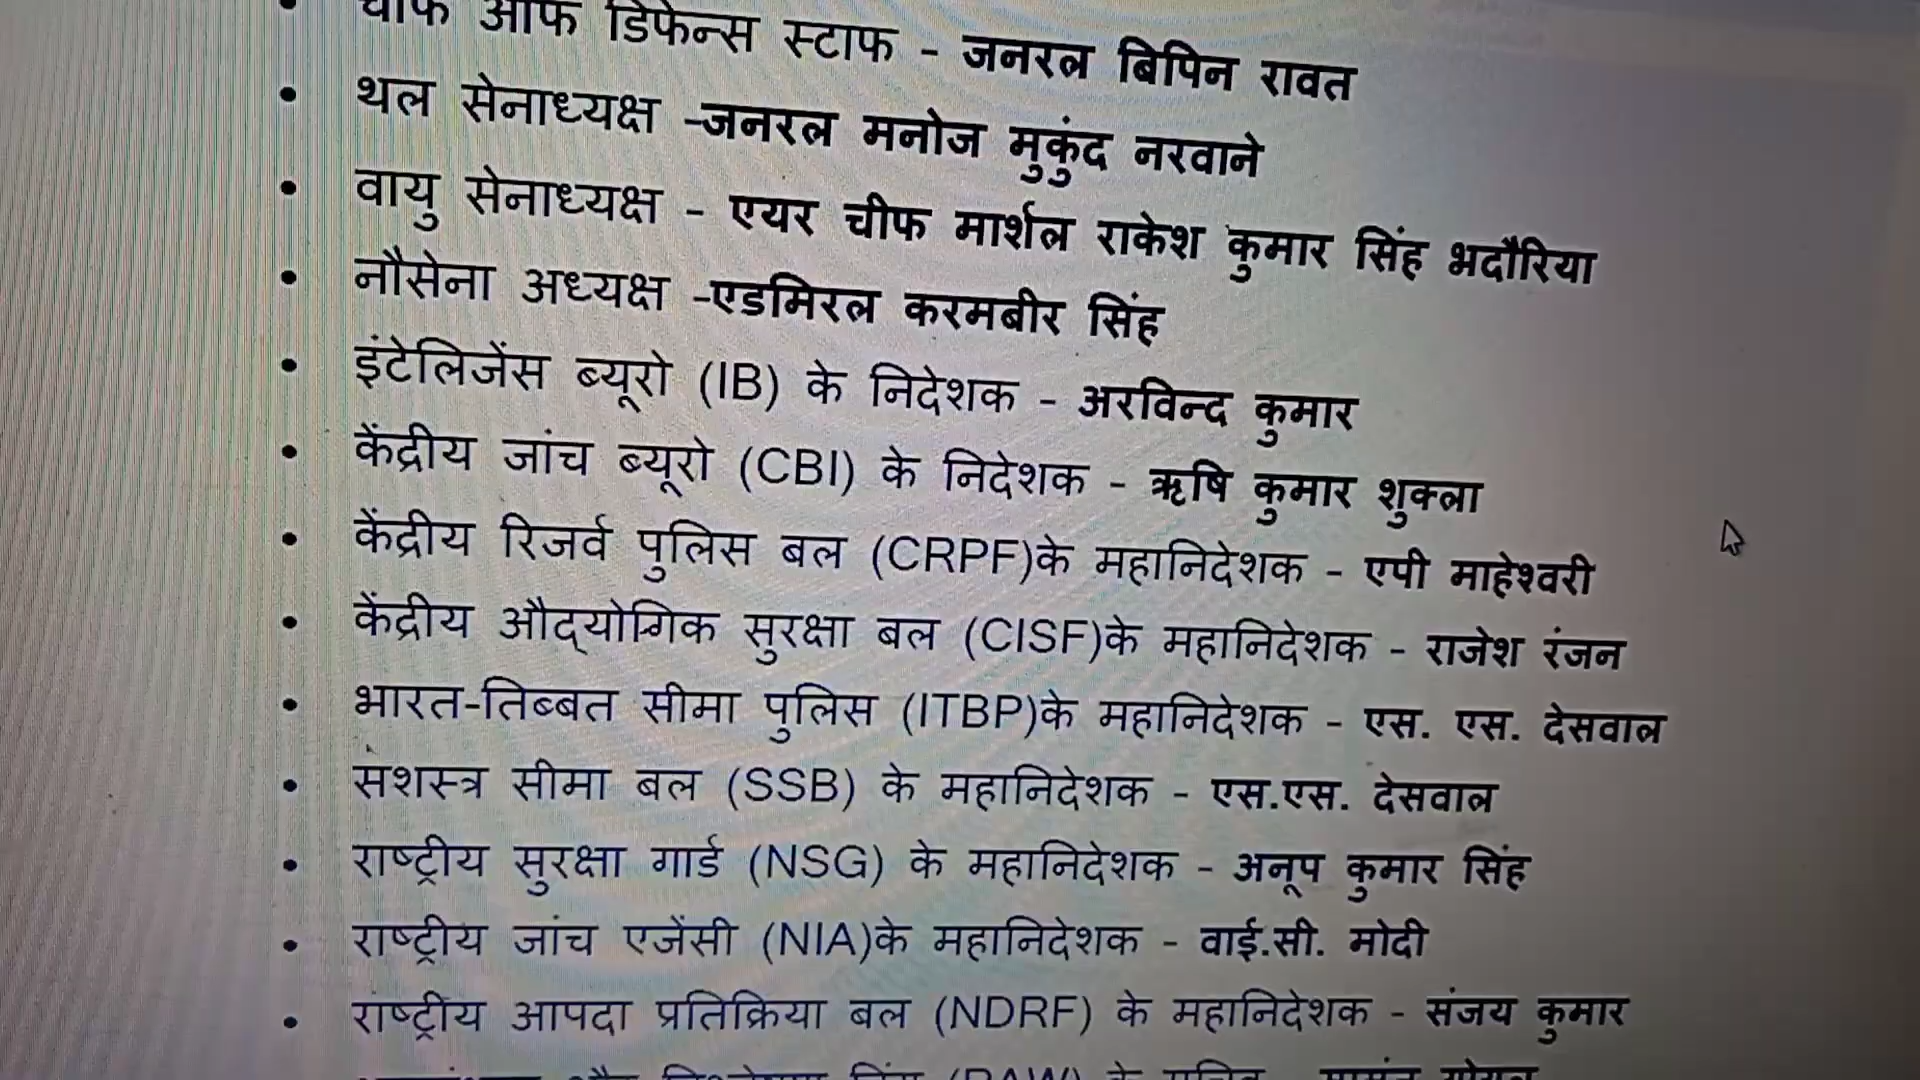 • चीफ ऑफ डिफेन्स स्टाफ - जनरल बिपिन रावत
• थल सेनाध्यक्ष -जनरल मनोज मुकुंद नरवाने
• वायु सेनाध्यक्ष - एयर चीफ मार्शल राकेश कुमार सिंह भदौरिया
• नौसेना अध्यक्ष -एडमिरल करमबीर सिंह
• इंटेलिजेंस ब्यूरो (IB) के निदेशक - अरविन्द कुमार
• केंद्रीय जांच ब्यूरो (CBI) के निदेशक - ऋषि कुमार शुक्ला
• केंद्रीय रिजर्व पुलिस बल (CRPF)के महानिदेशक - एपी माहेश्वरी
• केंद्रीय औद्योगिक सुरक्षा बल (CISF)के महानिदेशक - राजेश रंजन
• भारत-तिब्बत सीमा पुलिस (ITBP)के महानिदेशक - एस. एस. देसवाल
• सशस्त्र सीमा बल (SSB) के महानिदेशक - एस.एस. देसवाल
• राष्ट्रीय सुरक्षा गार्ड (NSG) के महानिदेशक - अनूप कुमार सिंह
• राष्ट्रीय जांच एजेंसी (NIA)के महानिदेशक - वाई.सी. मोदी
• राष्ट्रीय आपदा प्रतिक्रिया बल (NDRF) के महानिदेशक - संजय कुमार
(RAW) के